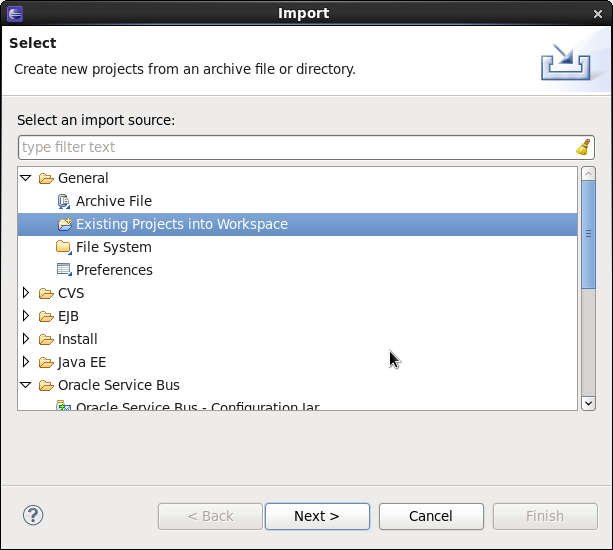 Import
Select
Create new projects from an archive file or directory.
Select an import source:
type filter text
General
Archive File
Existing Projects into Workspace
File System
Preferences
CVS
EJB
Install
Java EE
Oracle Service Bus
Oracle Service Bus - Configuration Jar
< Back
Next >
Cancel
Finish